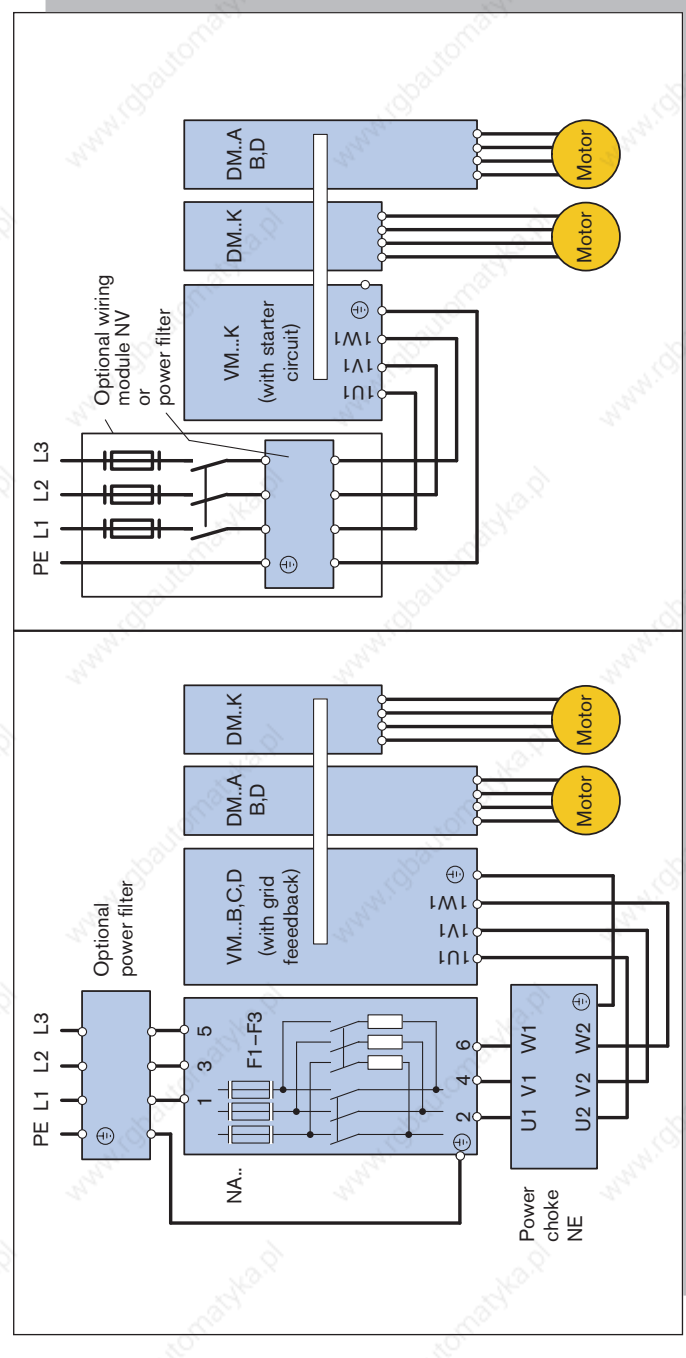 PE
L1
L2
L3
Optional wiring
module NV
or
power filter
VM...K
(with starter
circuit)
1U1
1V1
1W1
DM..K
DM..A
B,D
Motor
Motor
PE
L1
L2
L3
Optional
power filter
NA..
1
3
5
F1–F3
2
4
6
VM...B,C,D
(with grid
feeedback)
1U1
1V1
1W1
DM..A
B,D
DM..K
Power
choke
NE
U1
V1
W1
U2
V2
W2
Motor
Motor
www.rgbautomatyka.pl